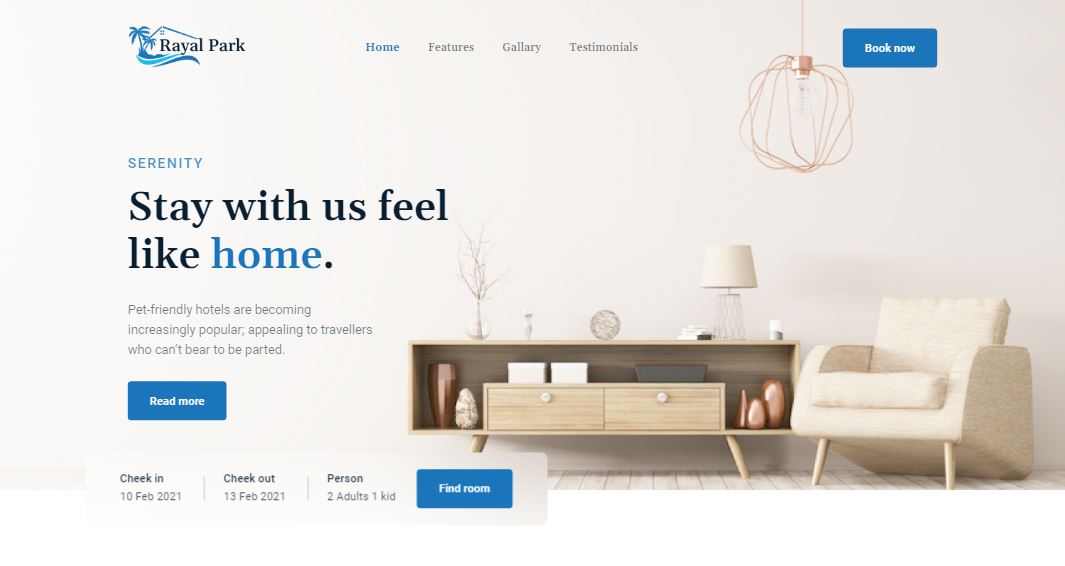 Rayal Park
Home Features Gallary Testimonials
Book now
SERENITY
Stay with us feel
like home.
Pet-friendly hotels are becoming
increasingly popular; appealing to travellers
who can't bear to be parted.
Read more
Cheek in Cheek out Person
10 Feb 2021 13 Feb 2021 2 Adults 1 kid
Find room